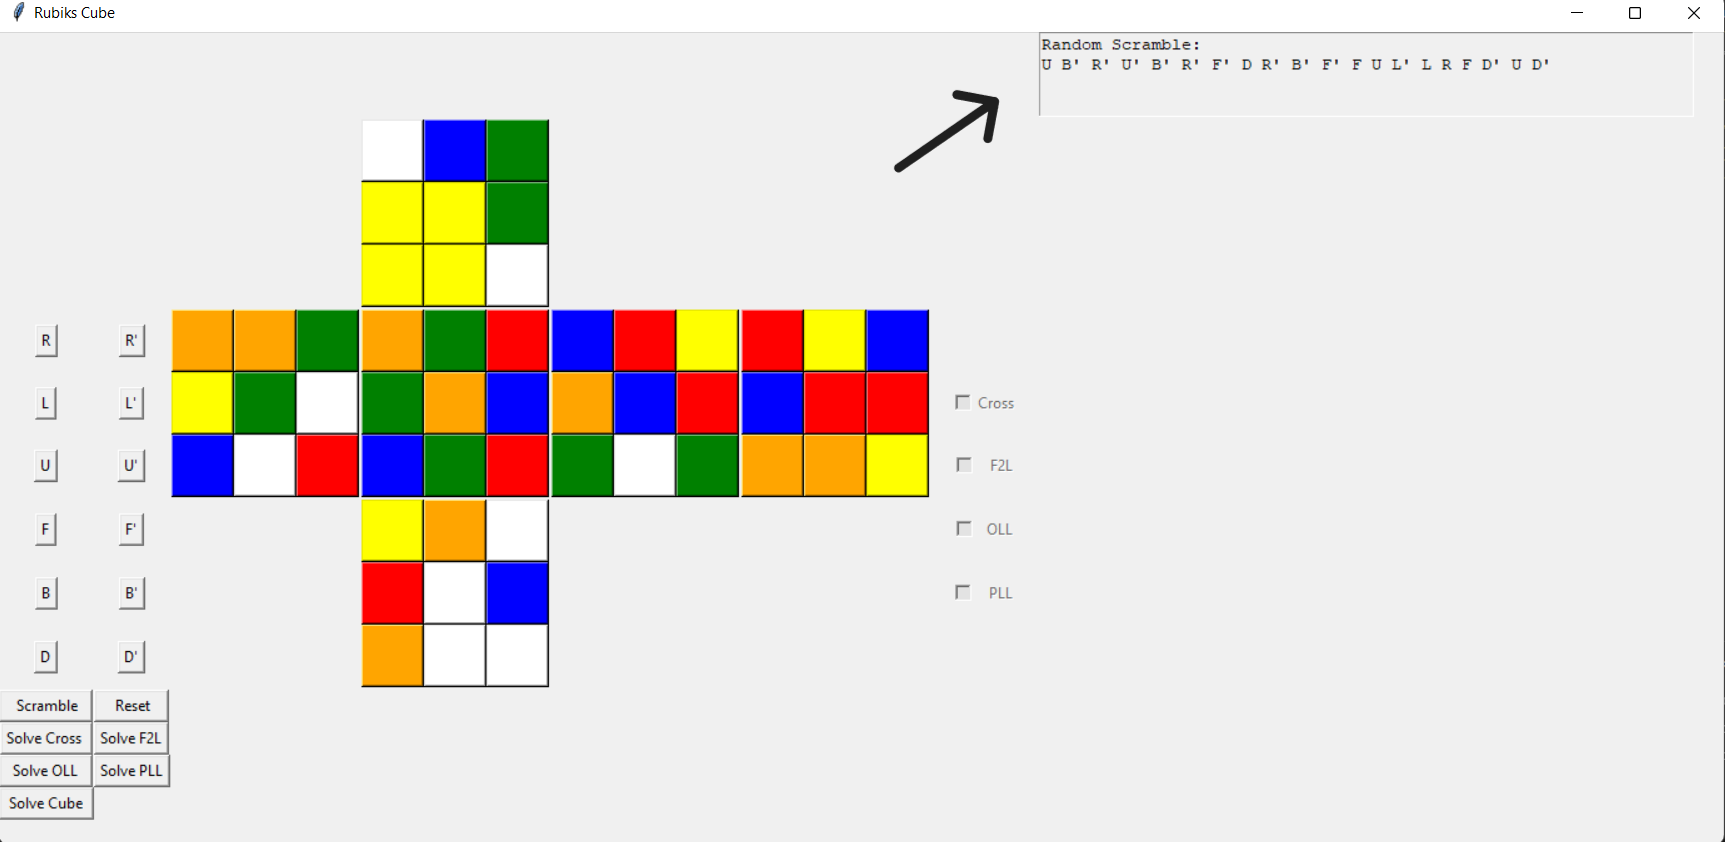 Rubiks Cube
Random Scramble:
U B' R' U' B' R' F' D R' B' F' F U L' L R F D' U D'
R R'
L L'
Cross
U U'
F2L
F F'
OLL
B B'
PLL
D D'
Scramble Reset
Solve Cross Solve F2L
Solve OLL Solve PLL
Solve Cube